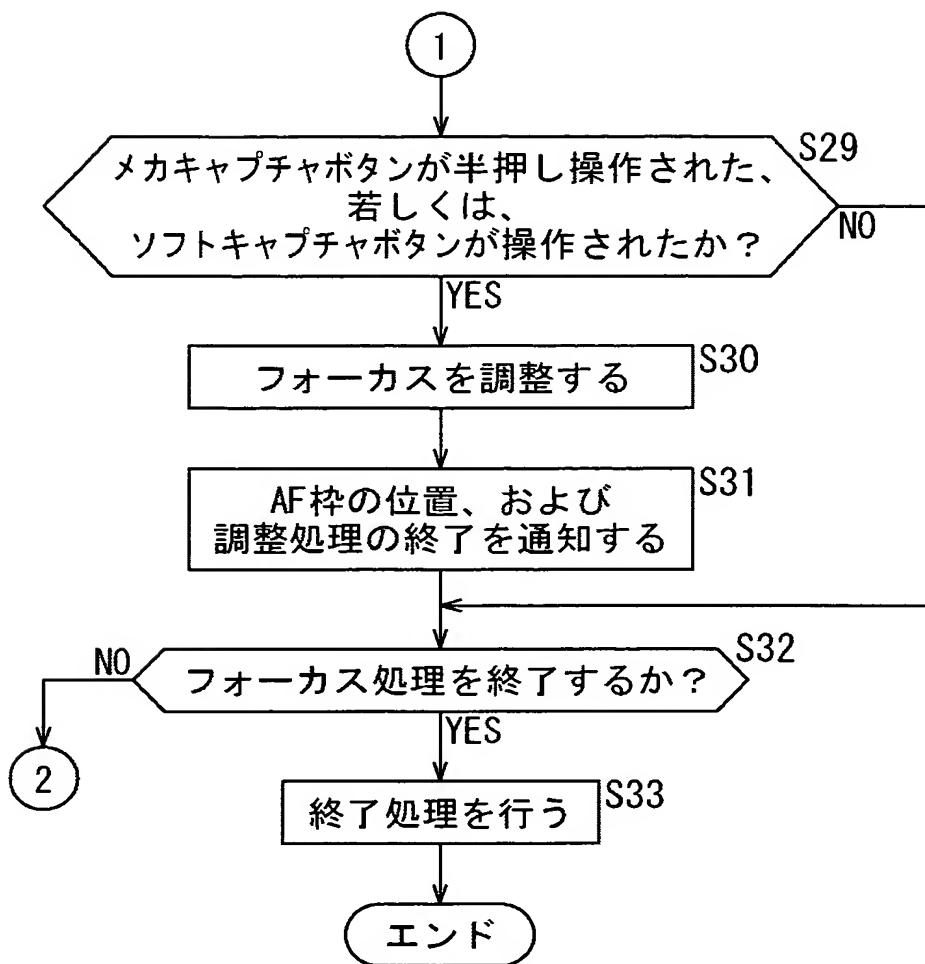 1
メカキャプチャボタンが半押し操作された、
若しくは、
ソフトキャプチャボタンが操作されたか？
S29
NO
YES
フォーカスを調整する
S30
AF枠の位置、および
調整処理の終了を通知する
S31
NO
フォーカス処理を終了するか？
S32
YES
2
終了処理を行う
S33
エンド